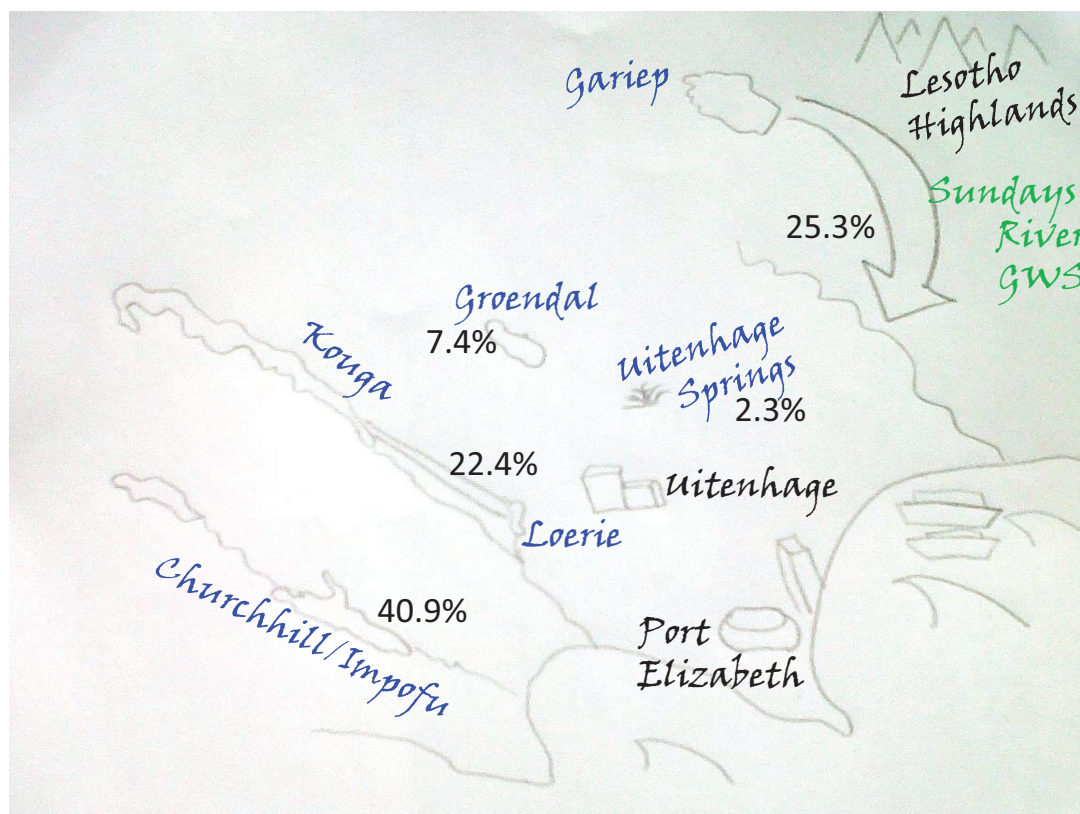 Gariep
Lesotho
Highlands
Sundays
River
GWS
25.3%
Groendal
7.4%
Kouga
Uitenhage
Springs
2.3%
22.4%
Uitenhage
Loerie
Churchhill/Impofu
40.9%
Port
Elizabeth